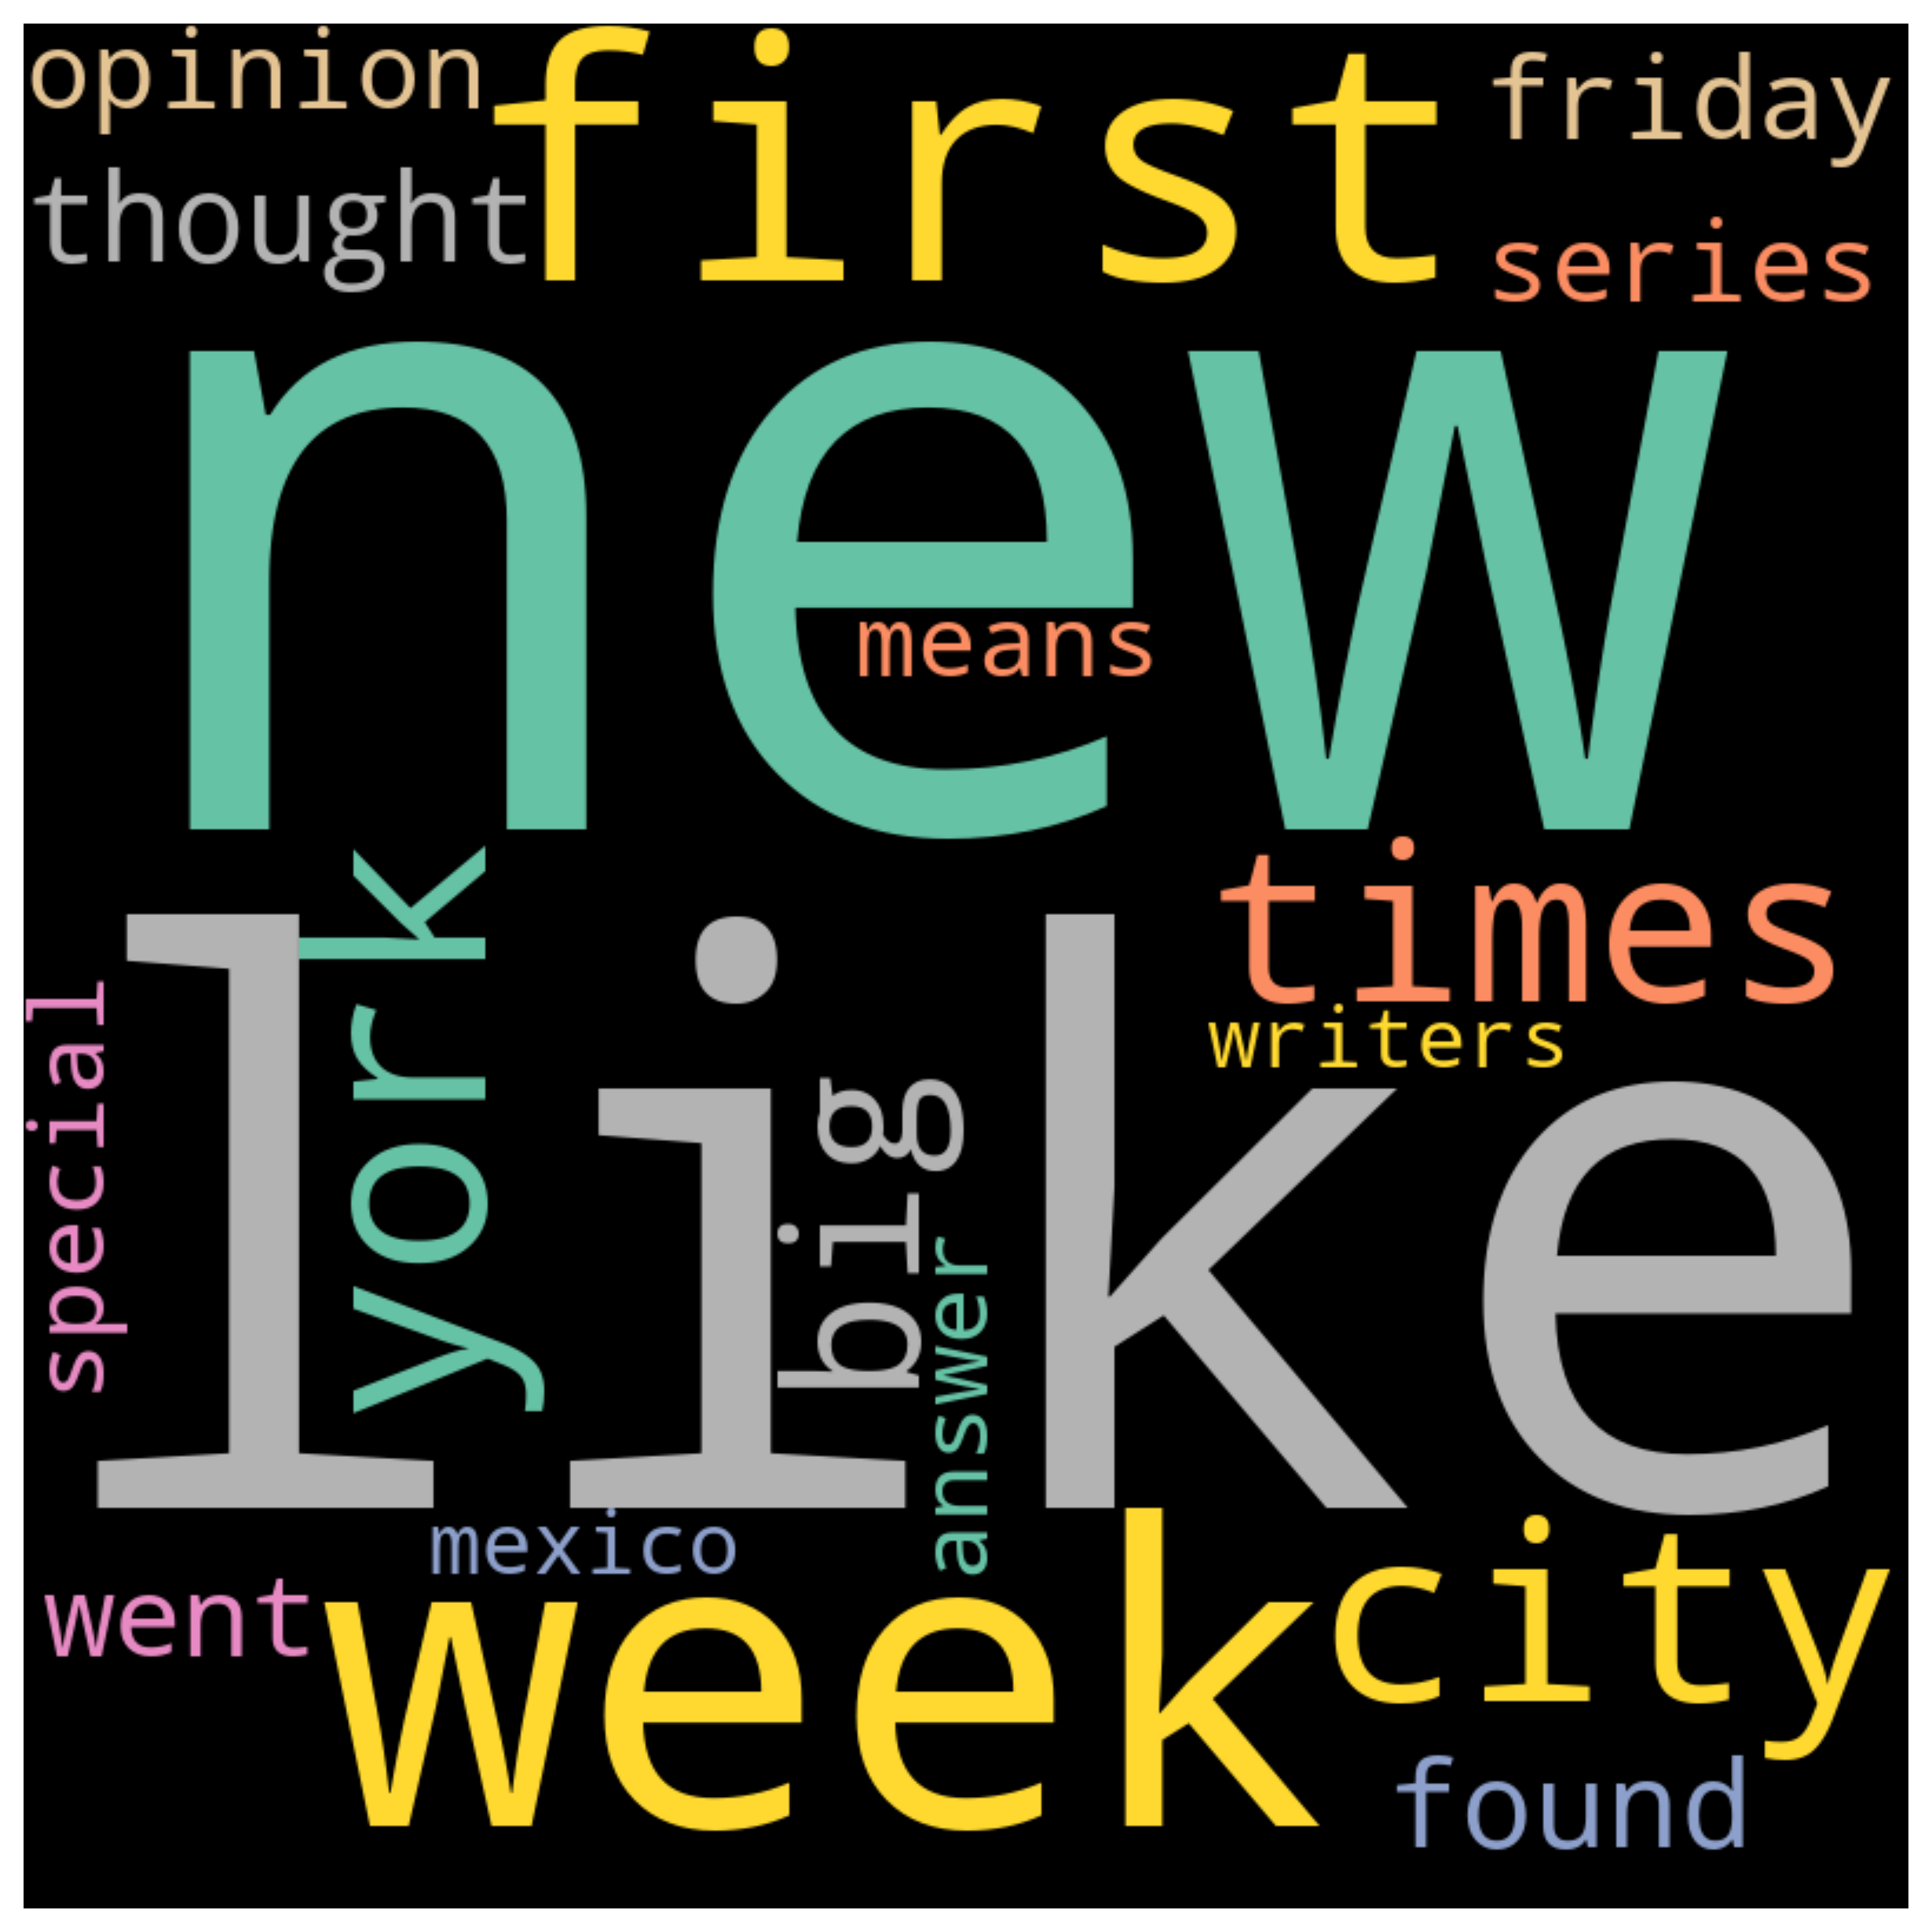 opinion
first
friday
thought
series
new
means
times
york
like
writers
special
big
answer
mexico
city
went
week
found